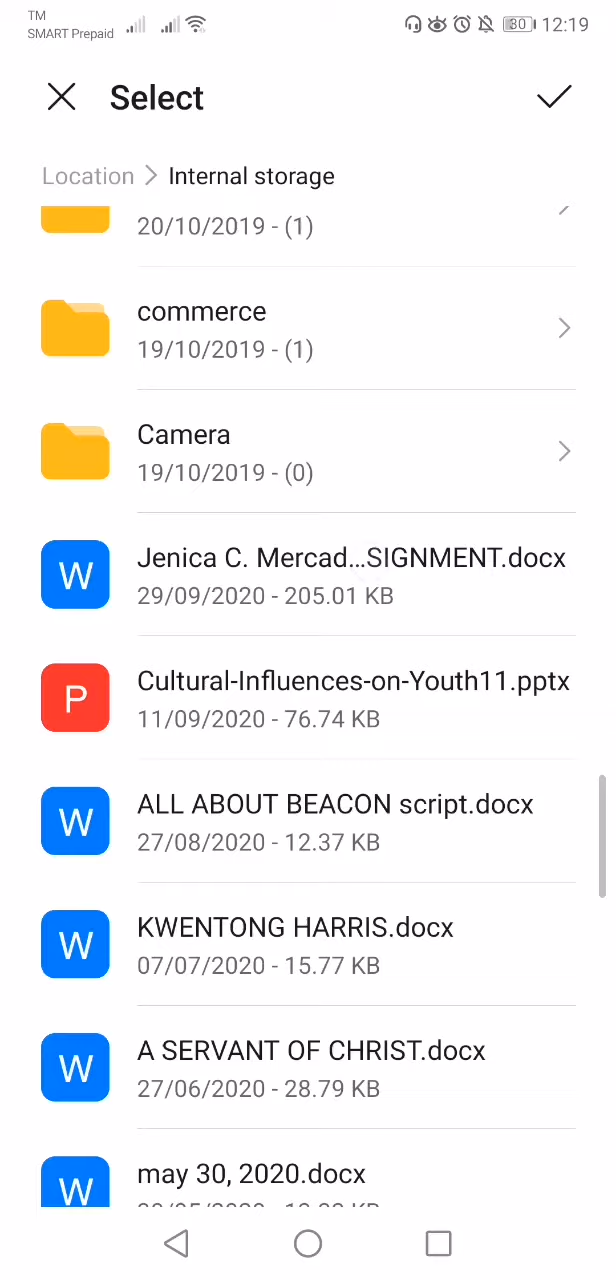 TM
SMART Prepaid
30
12:19
Select
Location
Internal storage
20/10/2019 - (1)
commerce
19/10/2019 - (1)
Camera
19/10/2019 - (0)
W
Jenica C. Mercad...SIGNMENT.docx
29/09/2020 - 205.01 KB
P
Cultural-Influences-on-Youth11.pptx
11/09/2020 - 76.74 KB
W
ALL ABOUT BEACON script.docx
27/08/2020 - 12.37 KB
W
KWENTONG HARRIS.docx
07/07/2020 - 15.77 KB
W
A SERVANT OF CHRIST.docx
27/06/2020 - 28.79 KB
W
may 30, 2020.docx